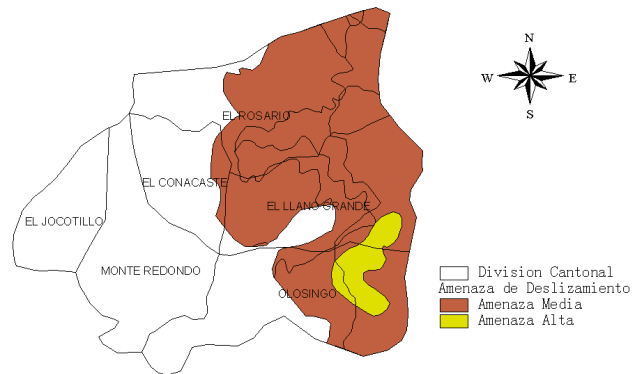 N
W E
S
EL ROSARIO
EL CONACASTE
EL LLANO GRANDE
EL JOCOTILLO
MONTE REDONDO
OLOSINGO
Division Cantonal
Amenaza de Deslizamiento
Amenaza Media
Amenaza Alta